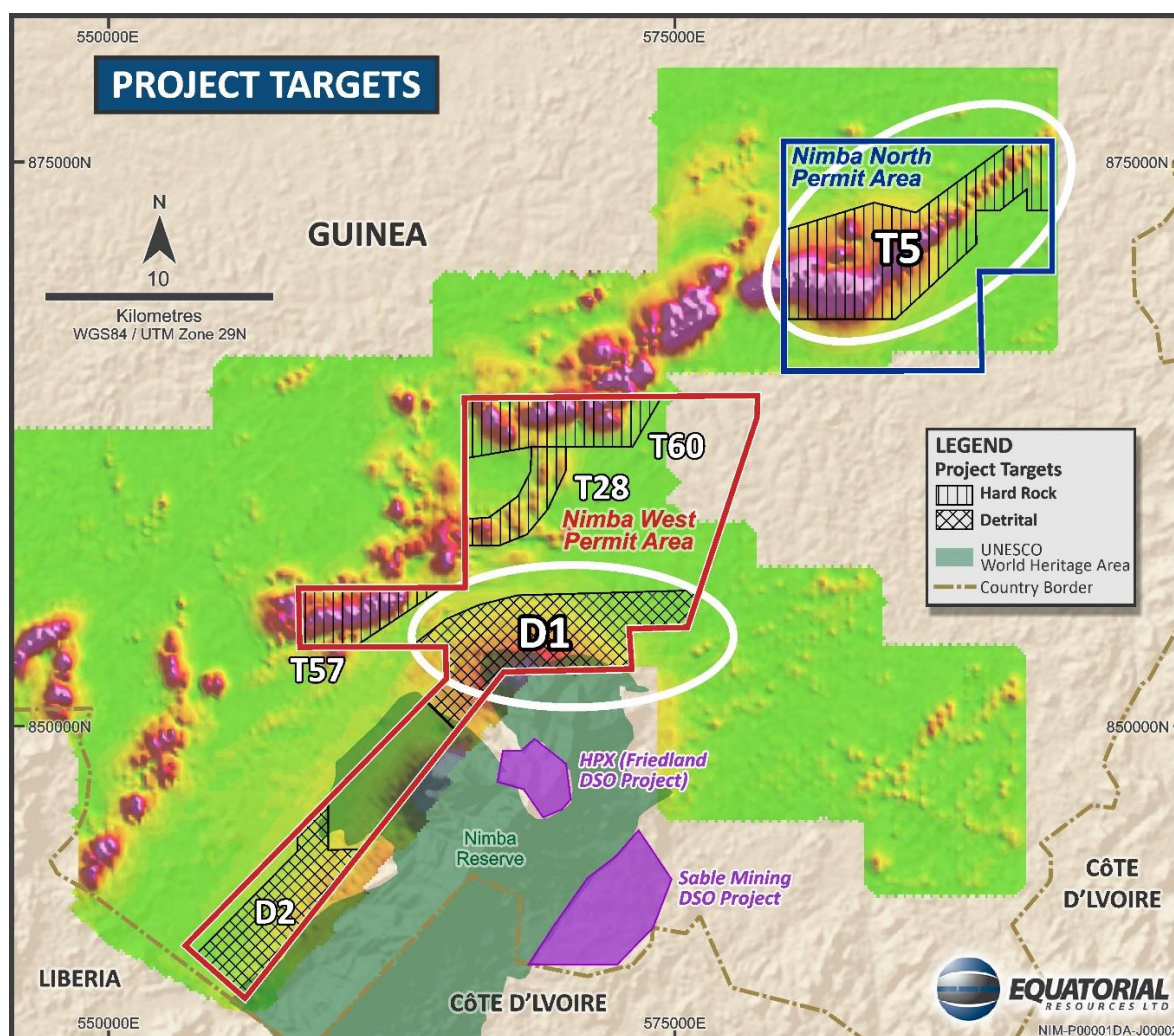 550000E
575000E
PROJECT TARGETS
875000N
875000N
Nimba North
Permit Area
N
GUINEA
T5
10
Kilometres
WGS84 / UTM Zone 29N
T60
T28
Nimba West
Permit Area
LEGEND
Project Targets
Hard Rock
Detrital
UNESCO
World Heritage Area
Country Border
D1
T57
850000N
850000N
HPX (Friedland
DSO Project)
Nimba
Reserve
Sable Mining
DSO Project
CôTE
D'LVOIRE
D2
LIBERIA
CôTE D'LVOIRE
EQUATORIAL
RESOURCES LTD
550000E
575000E